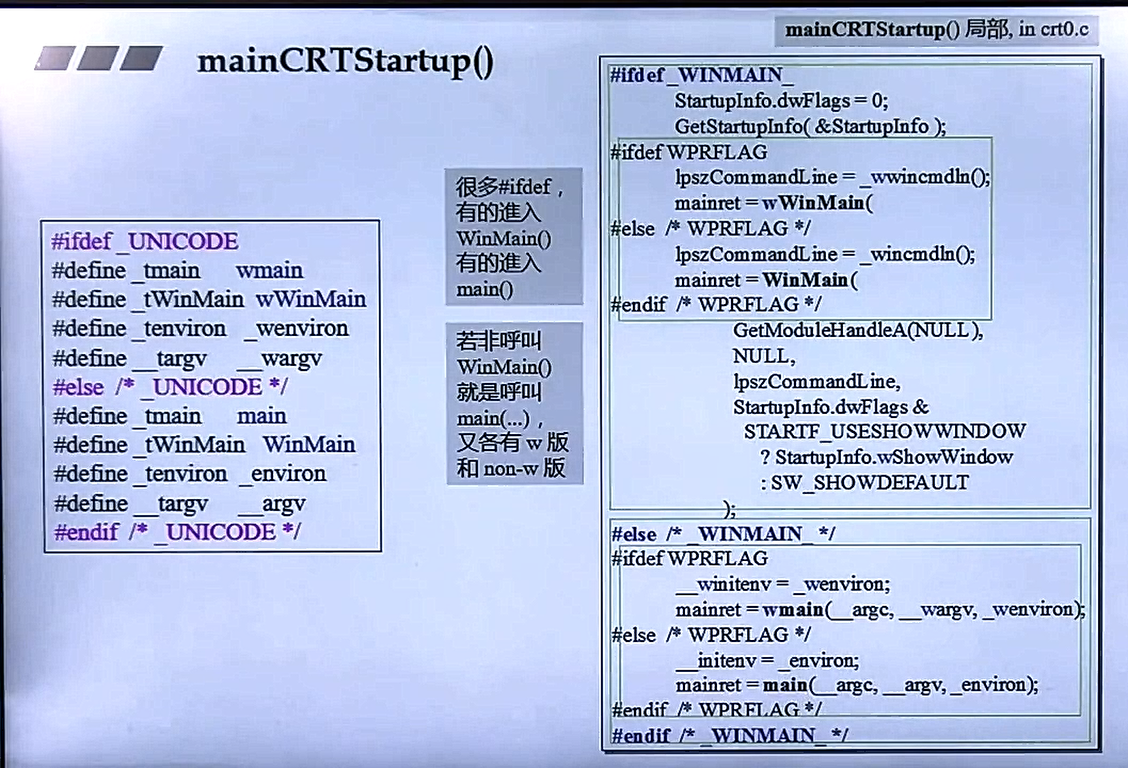 mainCRTStartup() 局部, in crt0.c
mainCRTStartup()
#ifdef _UNICODE
#define _tmain wmain
#define _tWinMain wWinMain
#define _tenviron _wenviron
#define __targv __wargv
#else /* _UNICODE */
#define _tmain main
#define _tWinMain WinMain
#define _tenviron _environ
#define __targv __argv
#endif /* _UNICODE */
很多#ifdef，
有的進入
WinMain()
有的進入
main()
若非呼叫
WinMain()
就是呼叫
main(...)，
又各有 w 版
和 non-w 版
#ifdef _WINMAIN_
StartupInfo.dwFlags = 0;
GetStartupInfo( &StartupInfo );
#ifdef WPRFLAG
lpszCommandLine = _wwincmdln();
mainret = wWinMain(
#else /* WPRFLAG */
lpszCommandLine = _wincmdln();
mainret = WinMain(
#endif /* WPRFLAG */
GetModuleHandleA(NULL),
NULL,
lpszCommandLine,
StartupInfo.dwFlags &
STARTF_USESHOWWINDOW
? StartupInfo.wShowWindow
: SW_SHOWDEFAULT
);
#else /* _WINMAIN_ */
#ifdef WPRFLAG
__winitenv = _wenviron;
mainret = wmain(__argc, __wargv, _wenviron);
#else /* WPRFLAG */
__initenv = _environ;
mainret = main(__argc, __argv, _environ);
#endif /* WPRFLAG */
#endif /* _WINMAIN_ */